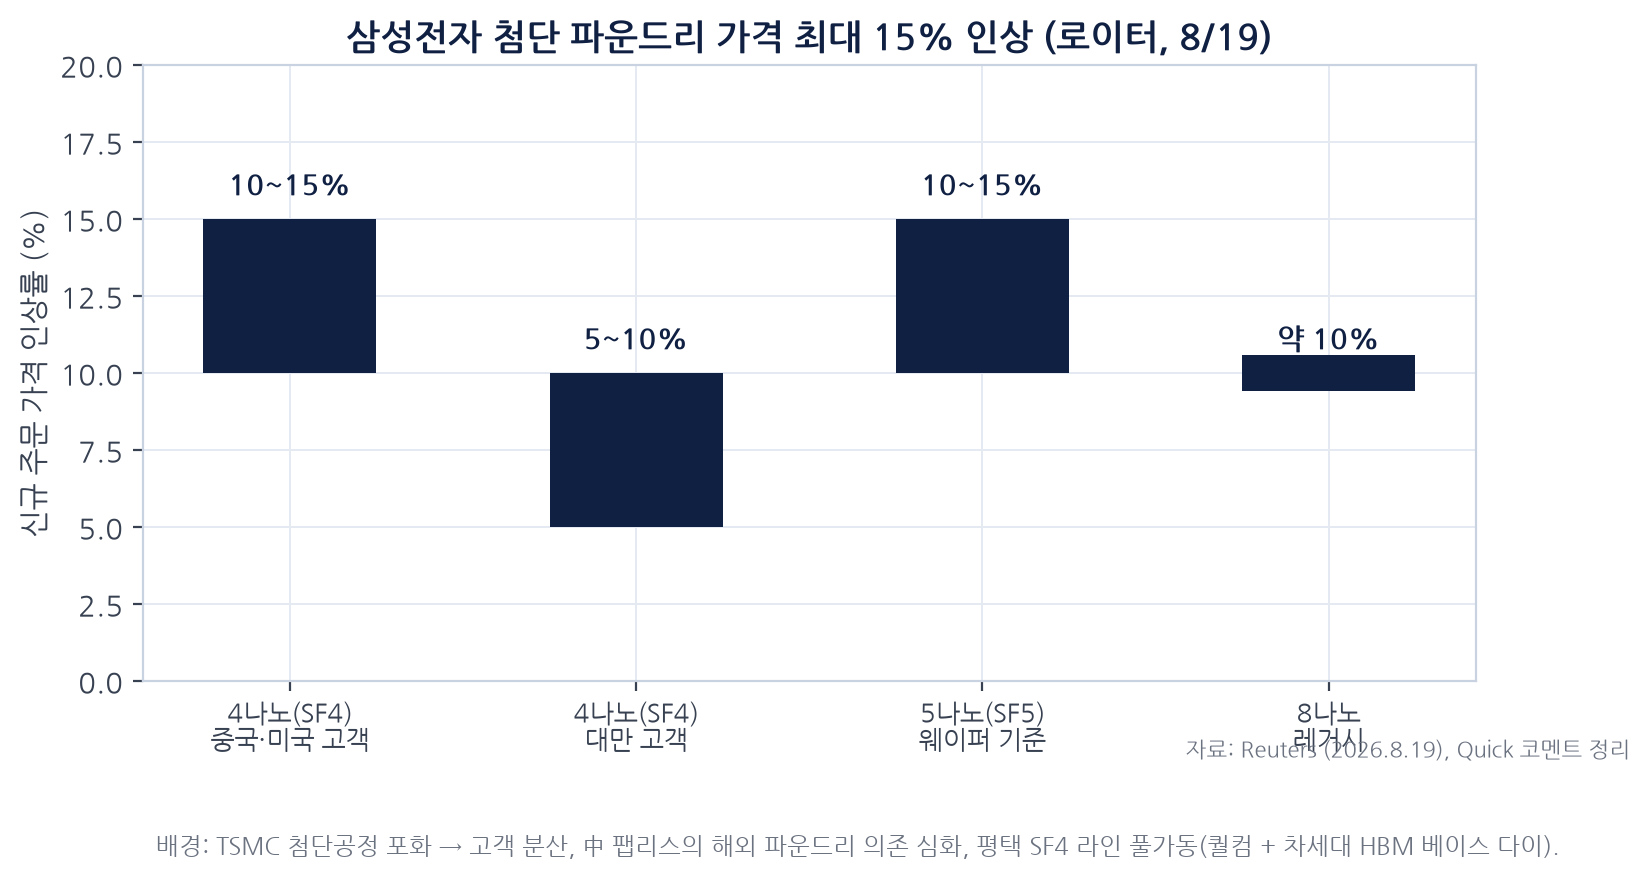 삼성전자 첨단 파운드리 가격 최대 15% 인상 (로이터, 8/19)
신규 주문 가격 인상률 (%)
20.0
17.5
15.0
12.5
10.0
7.5
5.0
2.5
0.0
10~15%
5~10%
10~15%
약 10%
4나노(SF4)
중국·미국 고객
4나노(SF4)
대만 고객
5나노(SF5)
웨이퍼 기준
8나노
레거시
자료: Reuters (2026.8.19), Quick 코멘트 정리
배경: TSMC 첨단공정 포화 → 고객 분산, 中 팹리스의 해외 파운드리 의존 심화, 평택 SF4 라인 풀가동(퀄컴 + 차세대 HBM 베이스 다이).